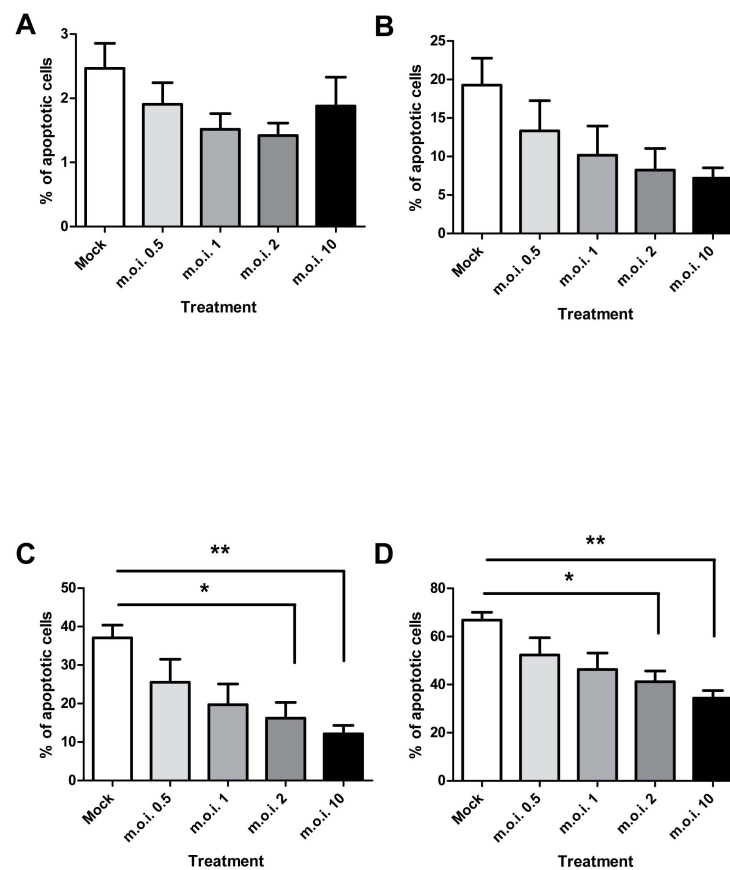 A
% of apoptotic cells
3
2
1
0
Mock
m.o.i. 0.5
m.o.i. 1
m.o.i. 2
m.o.i. 10
Treatment
B
% of apoptotic cells
25
20
15
10
5
0
Mock
m.o.i. 0.5
m.o.i. 1
m.o.i. 2
m.o.i. 10
Treatment
C
**
*
% of apoptotic cells
50
40
30
20
10
0
Mock
m.o.i. 0.5
m.o.i. 1
m.o.i. 2
m.o.i. 10
Treatment
D
**
*
% of apoptotic cells
80
60
40
20
0
Mock
m.o.i. 0.5
m.o.i. 1
m.o.i. 2
m.o.i. 10
Treatment